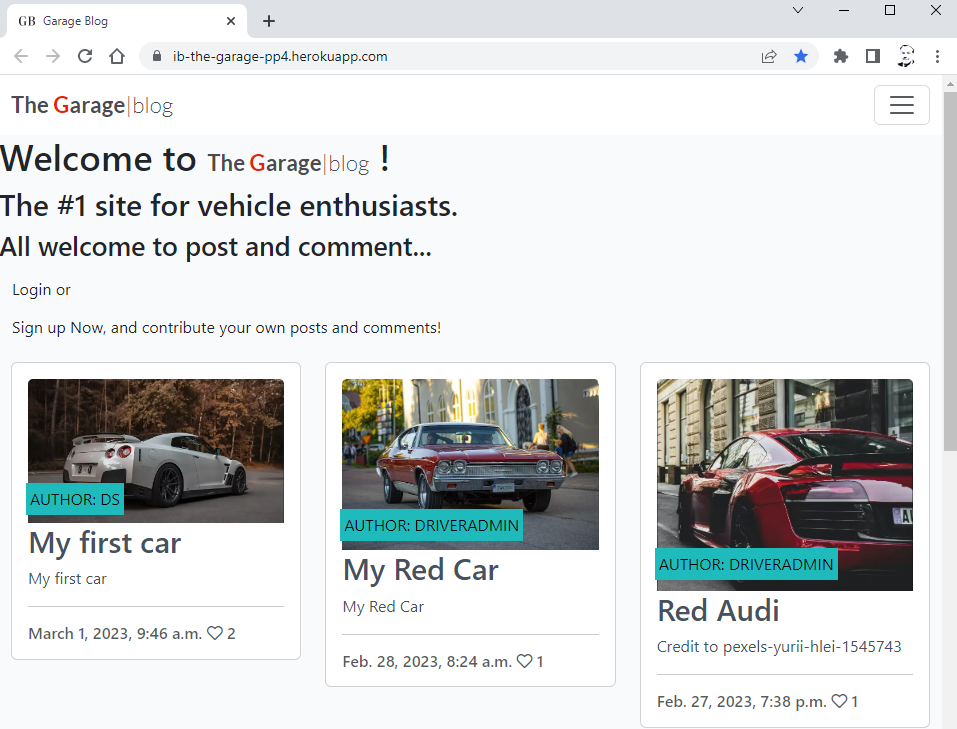 GB Garage Blog
ib-the-garage-pp4.herokuapp.com
The Garage|blog
Welcome to The Garage|blog !
The #1 site for vehicle enthusiasts.
All welcome to post and comment...
Login or
Sign up Now, and contribute your own posts and comments!
AUTHOR: DS
My first car
My first car
March 1, 2023, 9:46 a.m. 2
AUTHOR: DRIVERADMIN
My Red Car
My Red Car
Feb. 28, 2023, 8:24 a.m. 1
AUTHOR: DRIVERADMIN
Red Audi
Credit to pexels-yurii-hlei-1545743
Feb. 27, 2023, 7:38 p.m. 1